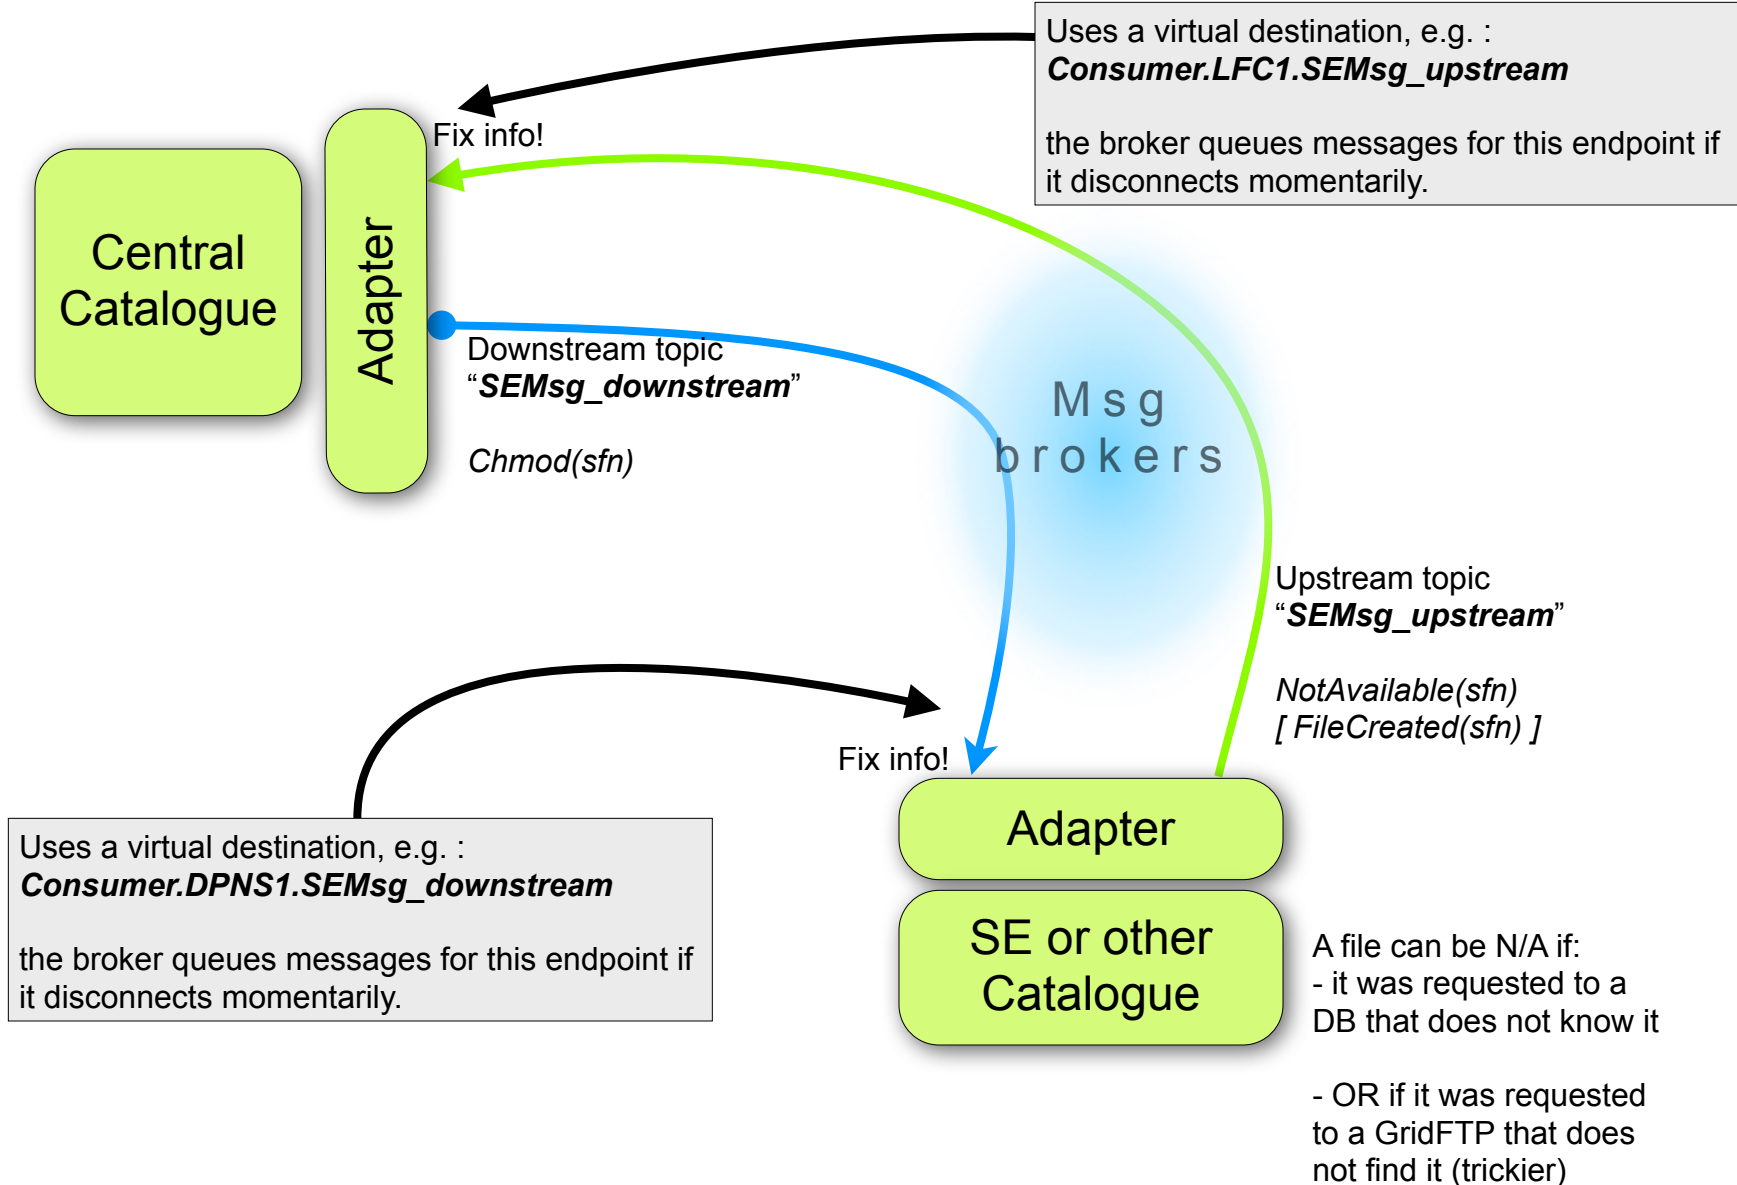 Uses a virtual destination, e.g. :
Consumer.LFC1.SEMsg_upstream
the broker queues messages for this endpoint if
it disconnects momentarily.
Fix info!
Central
Catalogue
Adapter
Downstream topic
“SEMsg_downstream”
Chmod(sfn)
Msg
brokers
Upstream topic
“SEMsg_upstream”
NotAvailable(sfn)
[ FileCreated(sfn) ]
Fix info!
Uses a virtual destination, e.g. :
Consumer.DPNS1.SEMsg_downstream
the broker queues messages for this endpoint if
it disconnects momentarily.
Adapter
SE or other
Catalogue
A file can be N/A if:
- it was requested to a
DB that does not know it
- OR if it was requested
to a GridFTP that does
not find it (trickier)